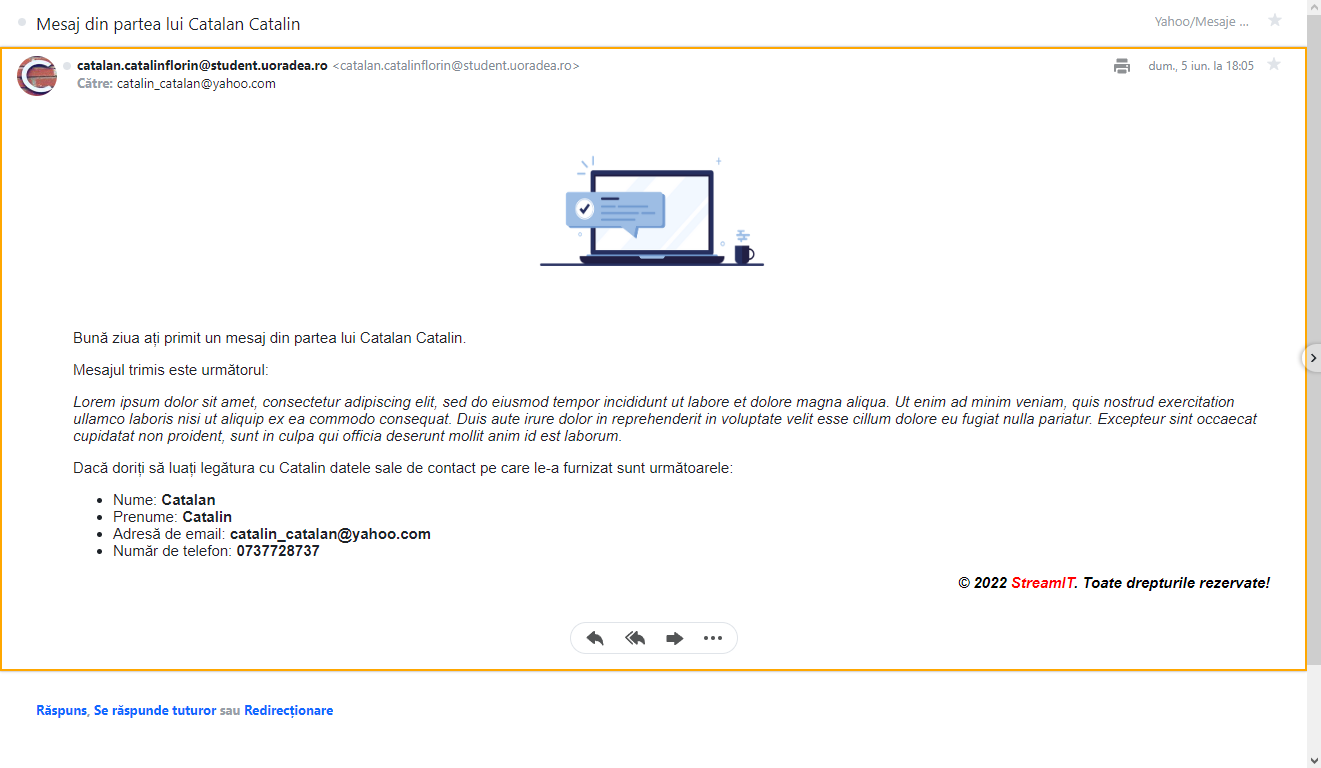 Mesaj din partea lui Catalan Catalin
Yahoo/Mesaje ...
catalan.catalinflorin@student.uoradea.ro <catalan.catalinflorin@student.uoradea.ro>
dum., 5 iun. la 18:05
Către: catalin_catalan@yahoo.com
Bună ziua ați primit un mesaj din partea lui Catalan Catalin.
Mesajul trimis este următorul:
Lorem ipsum dolor sit amet, consectetur adipiscing elit, sed do eiusmod tempor incididunt ut labore et dolore magna aliqua. Ut enim ad minim veniam, quis nostrud exercitation
ullamco laboris nisi ut aliquip ex ea commodo consequat. Duis aute irure dolor in reprehenderit in voluptate velit esse cillum dolore eu fugiat nulla pariatur. Excepteur sint occaecat
cupidatat non proident, sunt in culpa qui officia deserunt mollit anim id est laborum.
Dacă doriți să luați legătura cu Catalin datele sale de contact pe care le-a furnizat sunt următoarele:
• Nume: Catalan
• Prenume: Catalin
• Adresă de email: catalin_catalan@yahoo.com
• Număr de telefon: 0737728737
© 2022 StreamIT. Toate drepturile rezervate!
Răspuns, Se răspunde tuturor sau Redirecționare